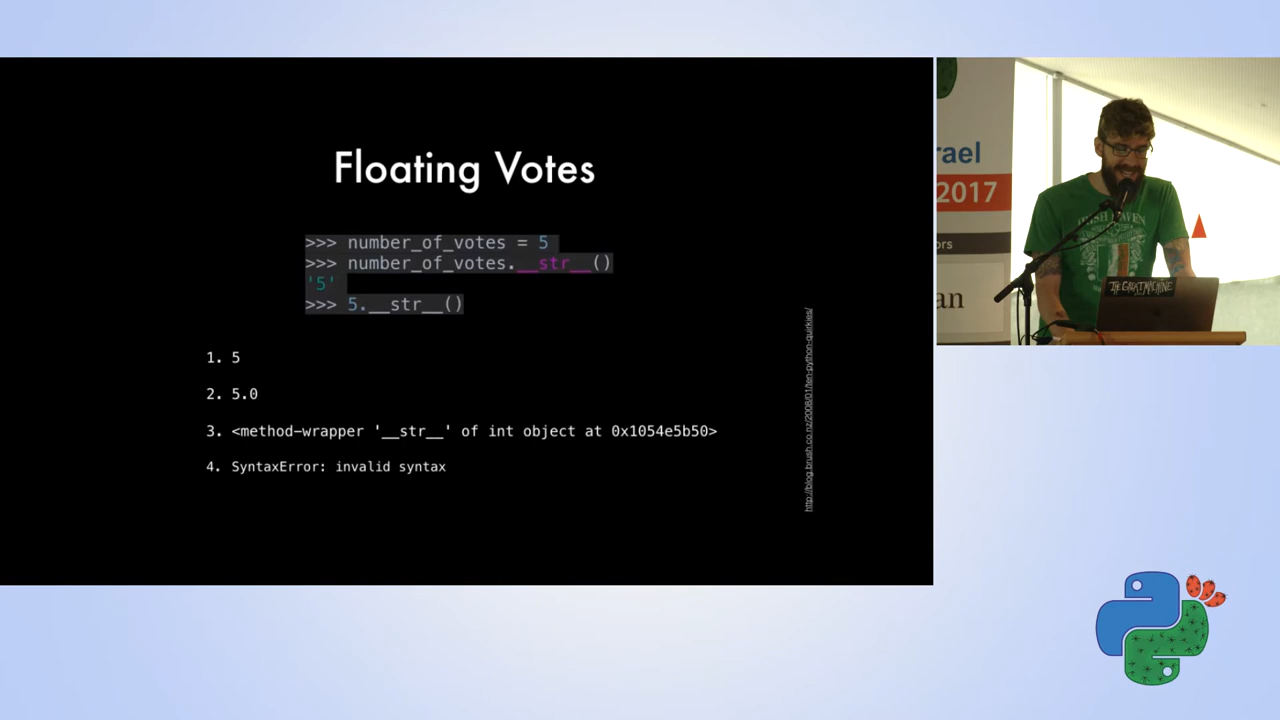 Floating Votes
>>> number_of_votes = 5
>>> number_of_votes.__str__()
'5'
>>> 5.__str__()
1. 5
2. 5.0
3. <method-wrapper '__str__' of int object at 0x1054e5b50>
4. SyntaxError: invalid syntax
http://blog.brush.co.nz/2008/01/ten-python-quirkies/
rael
2017
ors
an
IRISH HAVEN